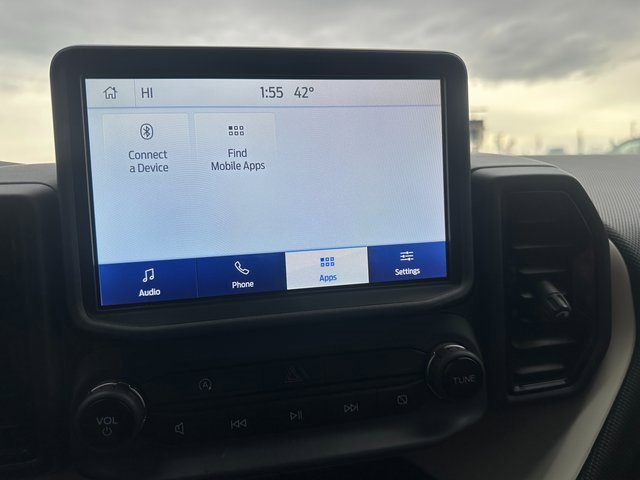 HI 1:55 42°
Connect
a Device
Find
Mobile Apps
Audio
Phone
Apps
Settings
VOL
TUNE